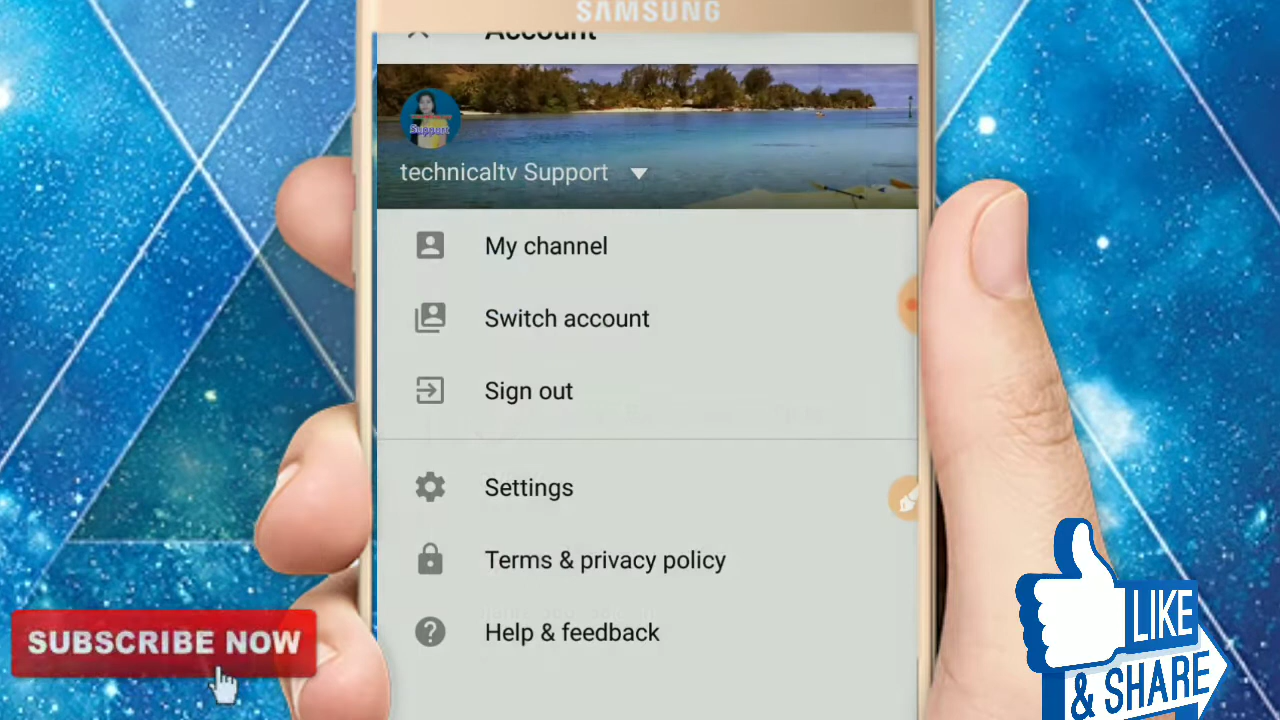 SAMSUNG
Account
Support
technicaltv Support
My channel
Switch account
Sign out
Settings
Terms & privacy policy
Help & feedback
SUBSCRIBE NOW
LIKE
& SHARE